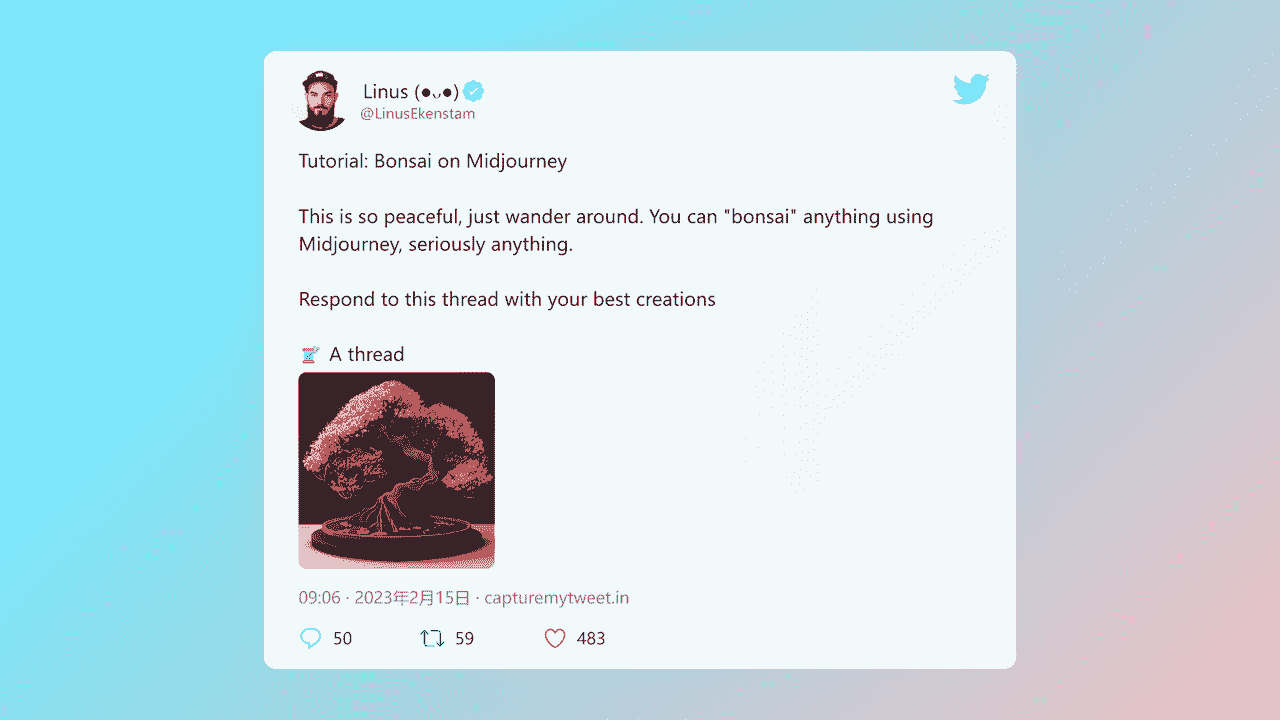 Linus (●ᴗ●)
@LinusEkenstam
Tutorial: Bonsai on Midjourney
This is so peaceful, just wander around. You can "bonsai" anything using
Midjourney, seriously anything.
Respond to this thread with your best creations
A thread
09:06 · 2023年2月15日 · capturemytweet.in
50 59 483